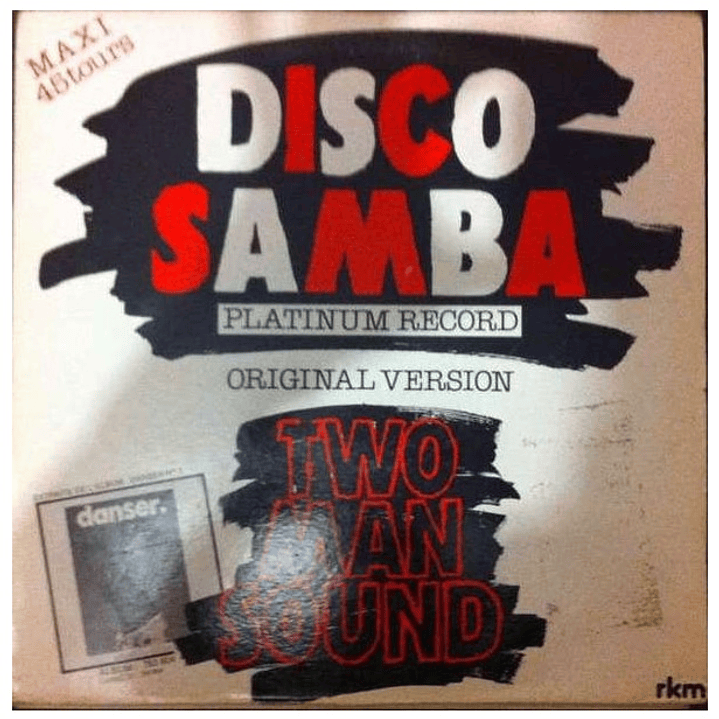 MAXI
45tours
DISCO
SAMBA
PLATINUM RECORD
ORIGINAL VERSION
TWO
MAN
SOUND
danser.
rkm